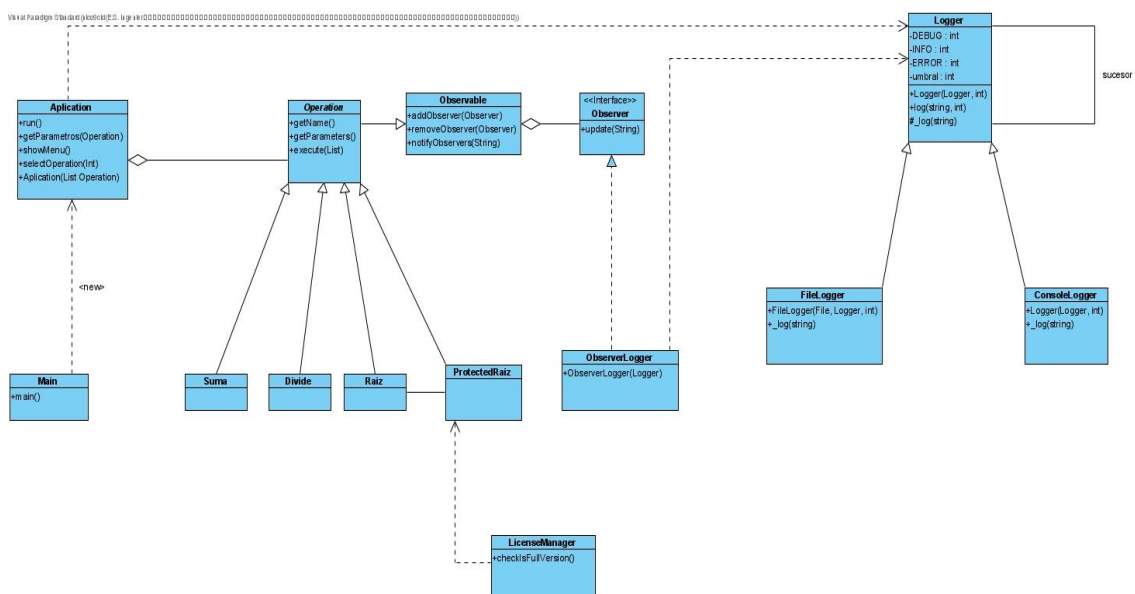 Visual Paradigm Standard
Logger
-DEBUG : int
-INFO : int
-ERROR : int
-umbral : int
+Logger(Logger, int)
+log(string, int)
#_log(string)
sucesor
Aplication
+run()
+getParametros(Operation)
+showMenu()
+selectOperation(Int)
+Aplication(List Operation)
Operation
+getName()
+getParameters()
+execute(List)
Observable
+addObserver(Observer)
+removeObserver(Observer)
+notifyObservers(String)
<<Interface>>
Observer
+update(String)
<new>
FileLogger
+FileLogger(File, Logger, int)
+_log(string)
ConsoleLogger
+Logger(Logger, int)
+_log(string)
Main
+main()
Suma
Divide
Raiz
ProtectedRaiz
ObserverLogger
+ObserverLogger(Logger)
LicenseManager
+checkIsFullVersion()